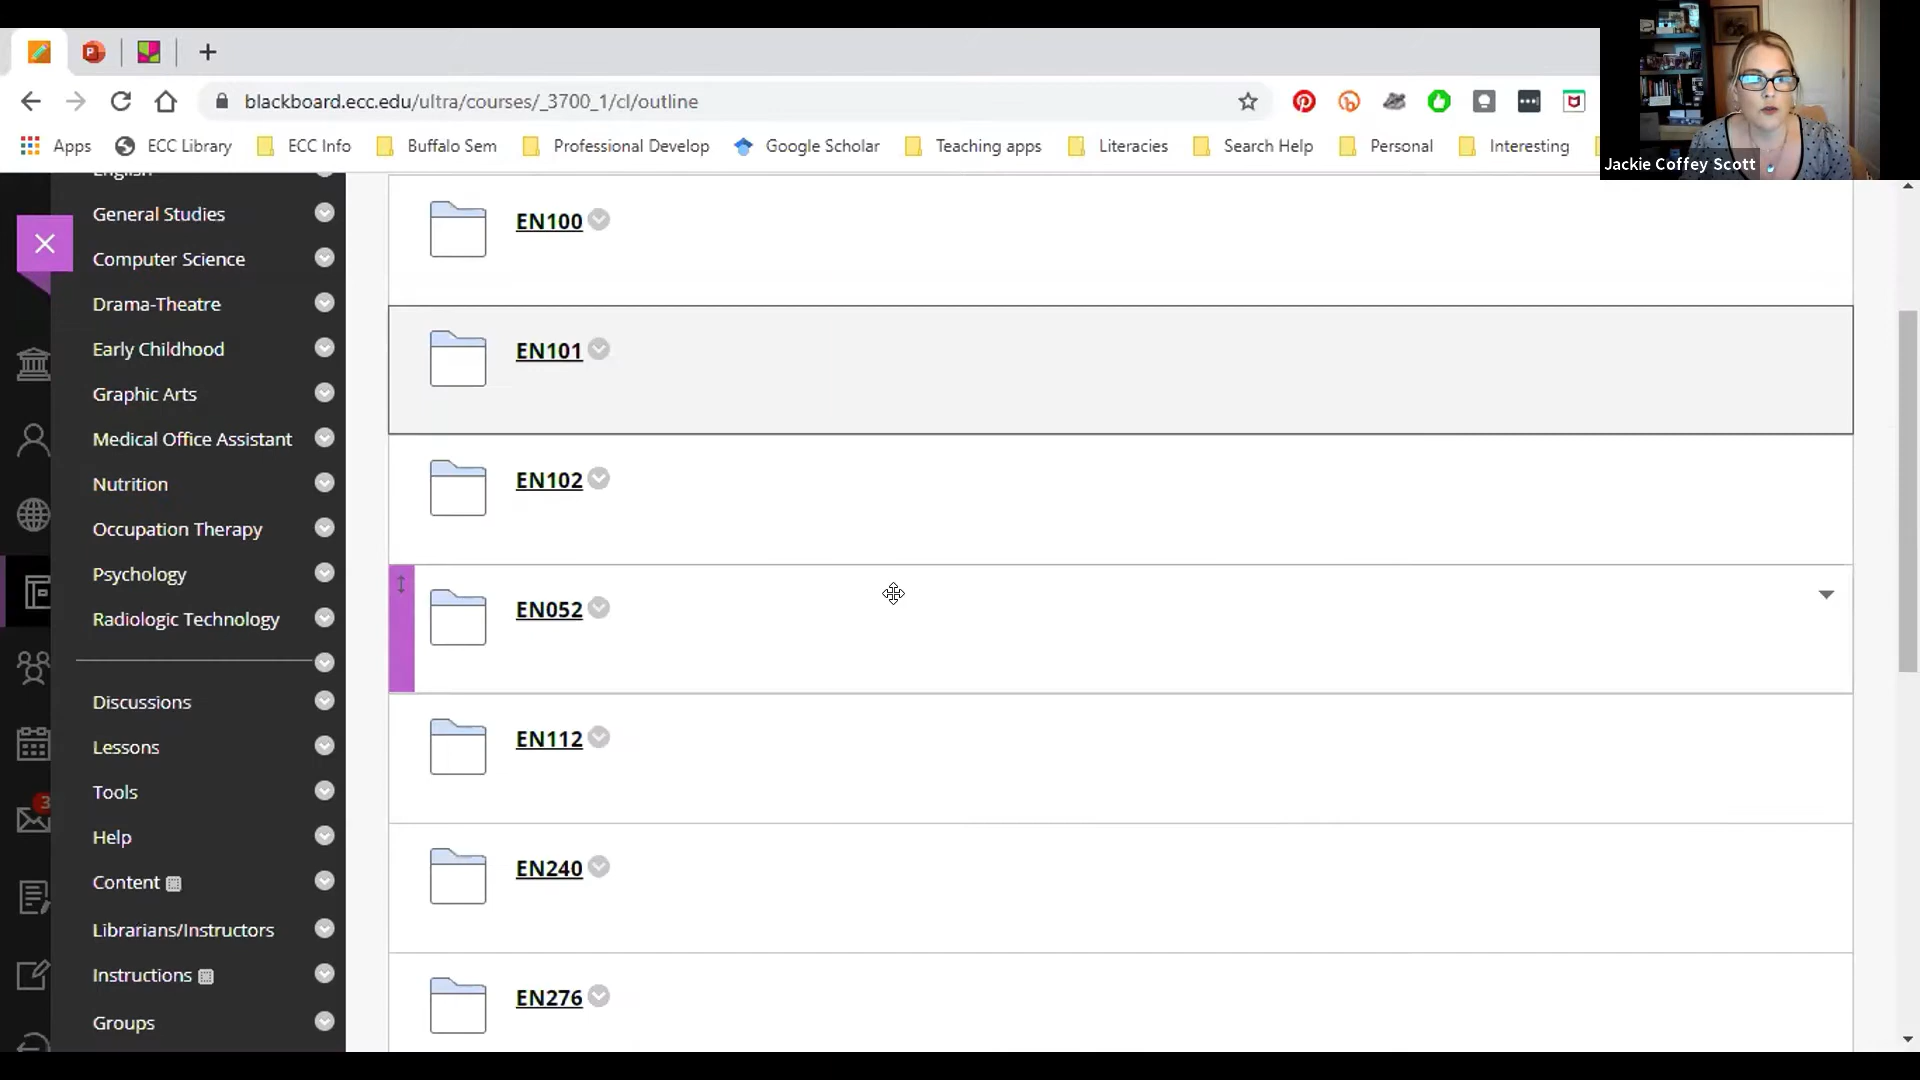 blackboard.ecc.edu/ultra/courses/_3700_1/cl/outline
Apps ECC Library ECC Info Buffalo Sem Professional Develop Google Scholar Teaching apps Literacies Search Help Personal Interesting
Jackie Coffey Scott
English
General Studies
Computer Science
Drama-Theatre
Early Childhood
Graphic Arts
Medical Office Assistant
Nutrition
Occupation Therapy
Psychology
Radiologic Technology
Discussions
Lessons
Tools
3
Help
Content
Librarians/Instructors
Instructions
Groups
EN100
EN101
EN102
EN052
EN112
EN240
EN276